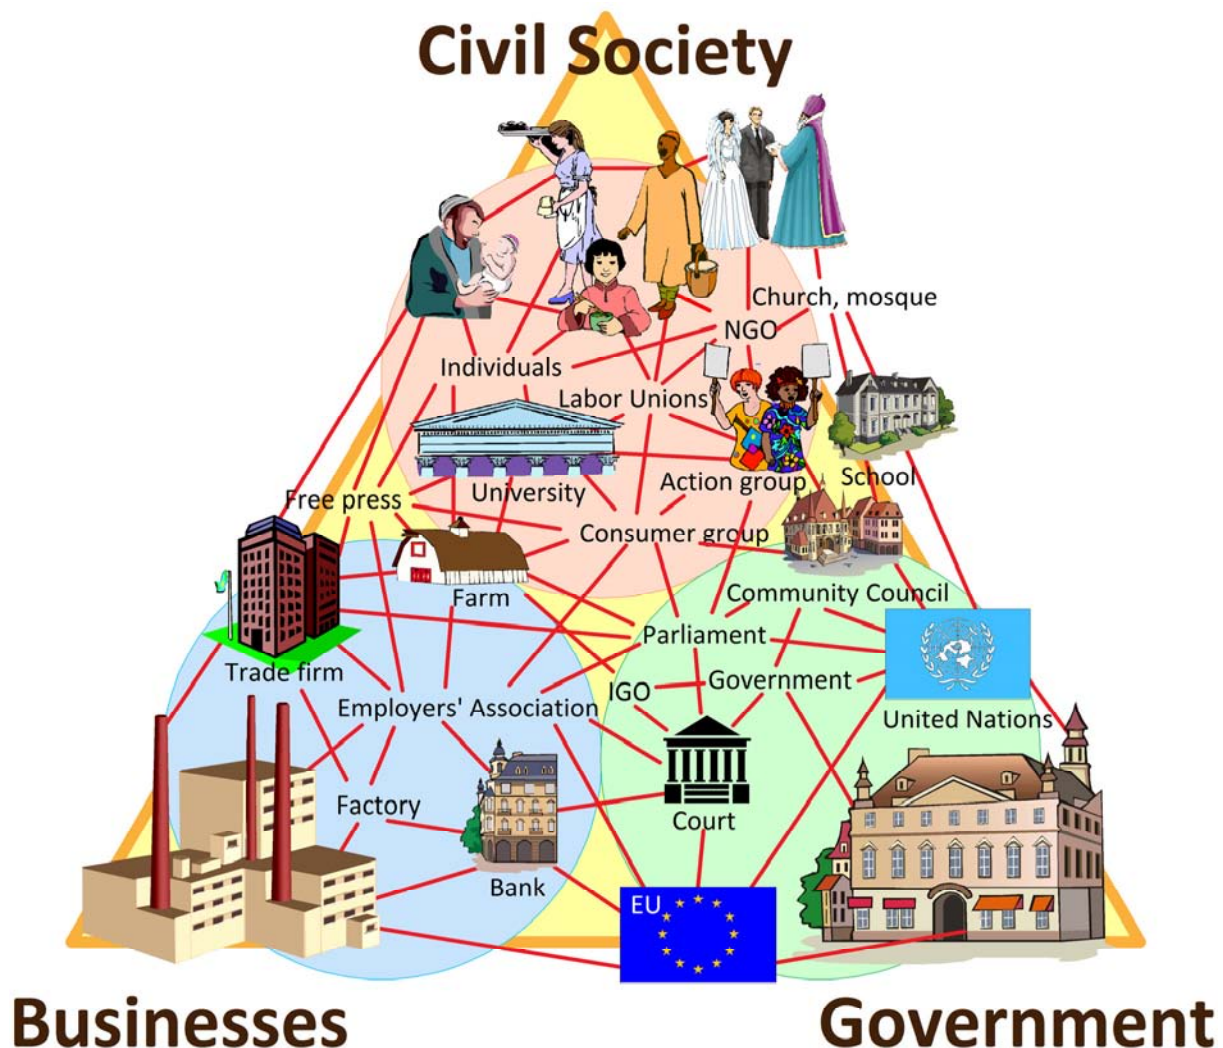 Civil Society
Church, mosque
NGO
Individuals
Labor Unions
School
Action group
University
Free press
Consumer group
Community Council
Farm
Parliament
Trade firm
IGO
Government
Employers' Association
United Nations
Factory
Court
Bank
EU
Businesses
Government